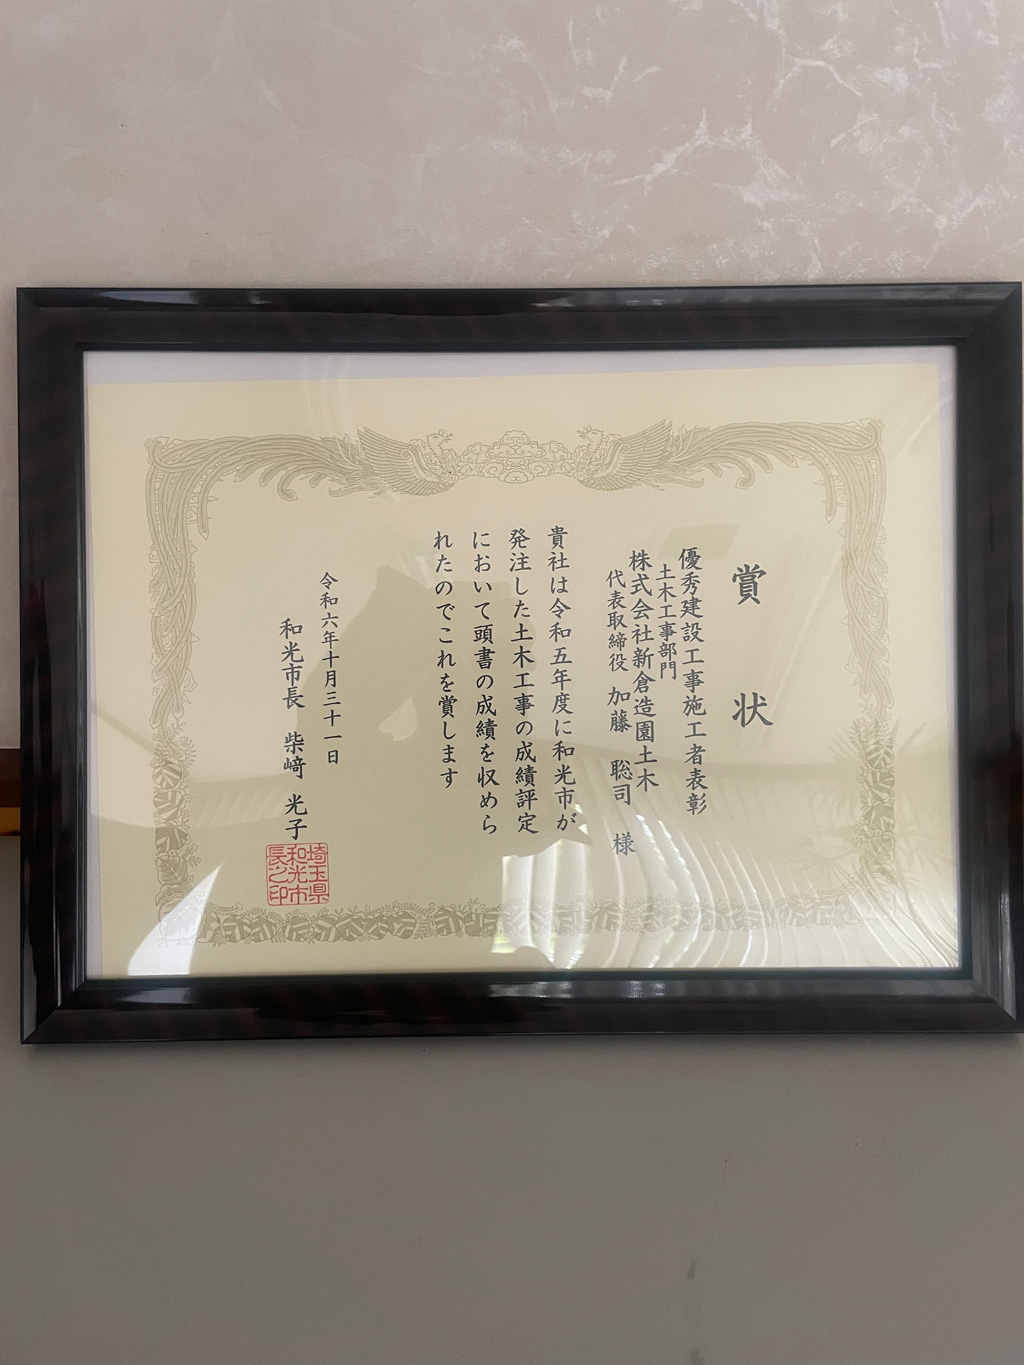 賞状
優秀建設工事施工者表彰
土木工事部門
株式会社新倉造園土木
代表取締役 加藤 聡司 様
貴社は令和五年度に和光市が
発注した土木工事の成績評定
において頭書の成績を収めら
れたのでこれを賞します
令和六年十月三十一日
和光市長 柴﨑 光子
埼玉県
和光市
長之印